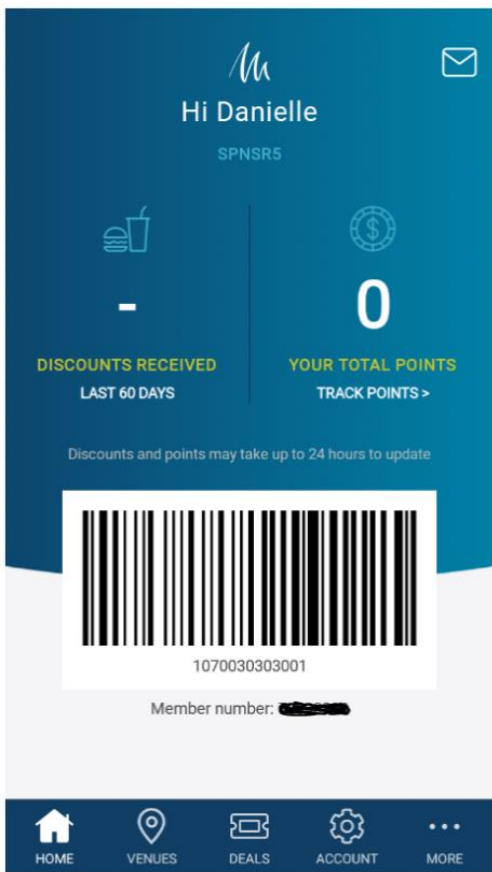 Hi Danielle
SPNSR5
-
0
DISCOUNTS RECEIVED
YOUR TOTAL POINTS
LAST 60 DAYS
TRACK POINTS >
Discounts and points may take up to 24 hours to update
1070030303001
Member number:
HOME
VENUES
DEALS
ACCOUNT
MORE